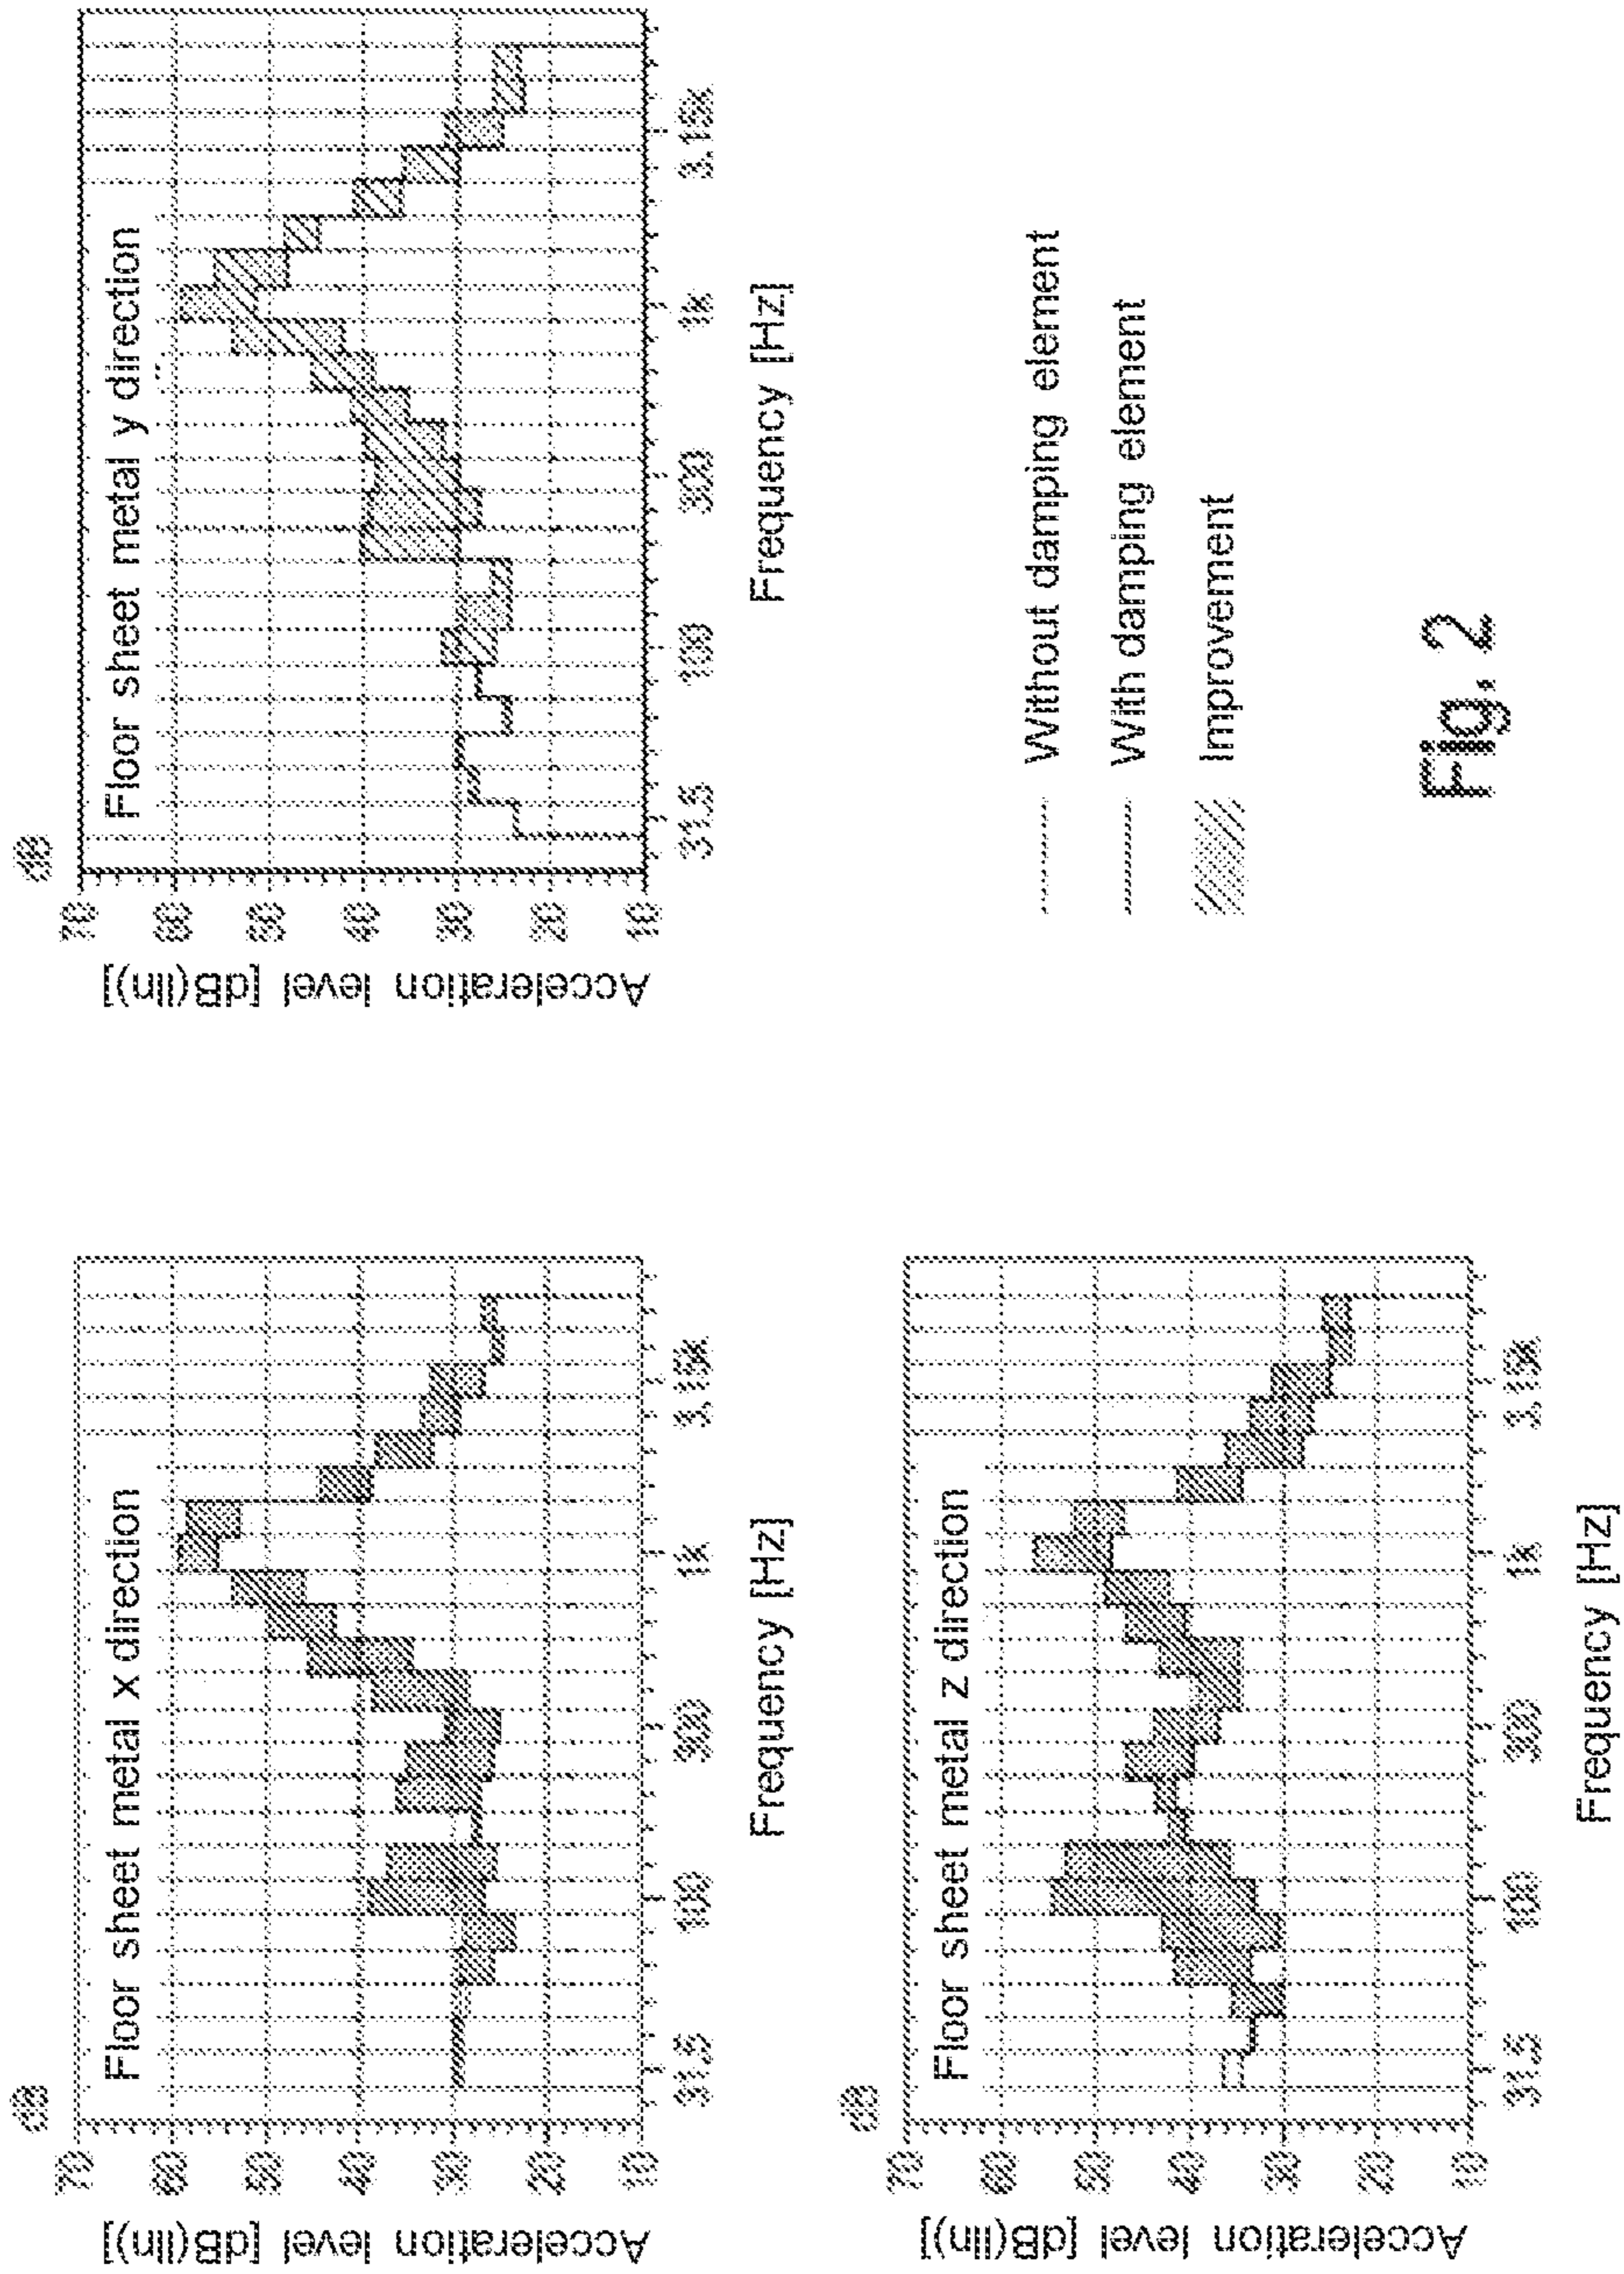 dB
Floor sheet metal x direction
Acceleration level [dB(lin)]
70
60
50
40
30
20
10
31.5
100
300
1k
3.15k
Frequency [Hz]
dB
Floor sheet metal y direction
Acceleration level [dB(lin)]
70
60
50
40
30
20
10
31.5
100
300
1k
3.15k
Frequency [Hz]
dB
Floor sheet metal z direction
Acceleration level [dB(lin)]
70
60
50
40
30
20
10
31.5
100
300
1k
3.15k
Frequency [Hz]
Without damping element
With damping element
Improvement
Fig. 2